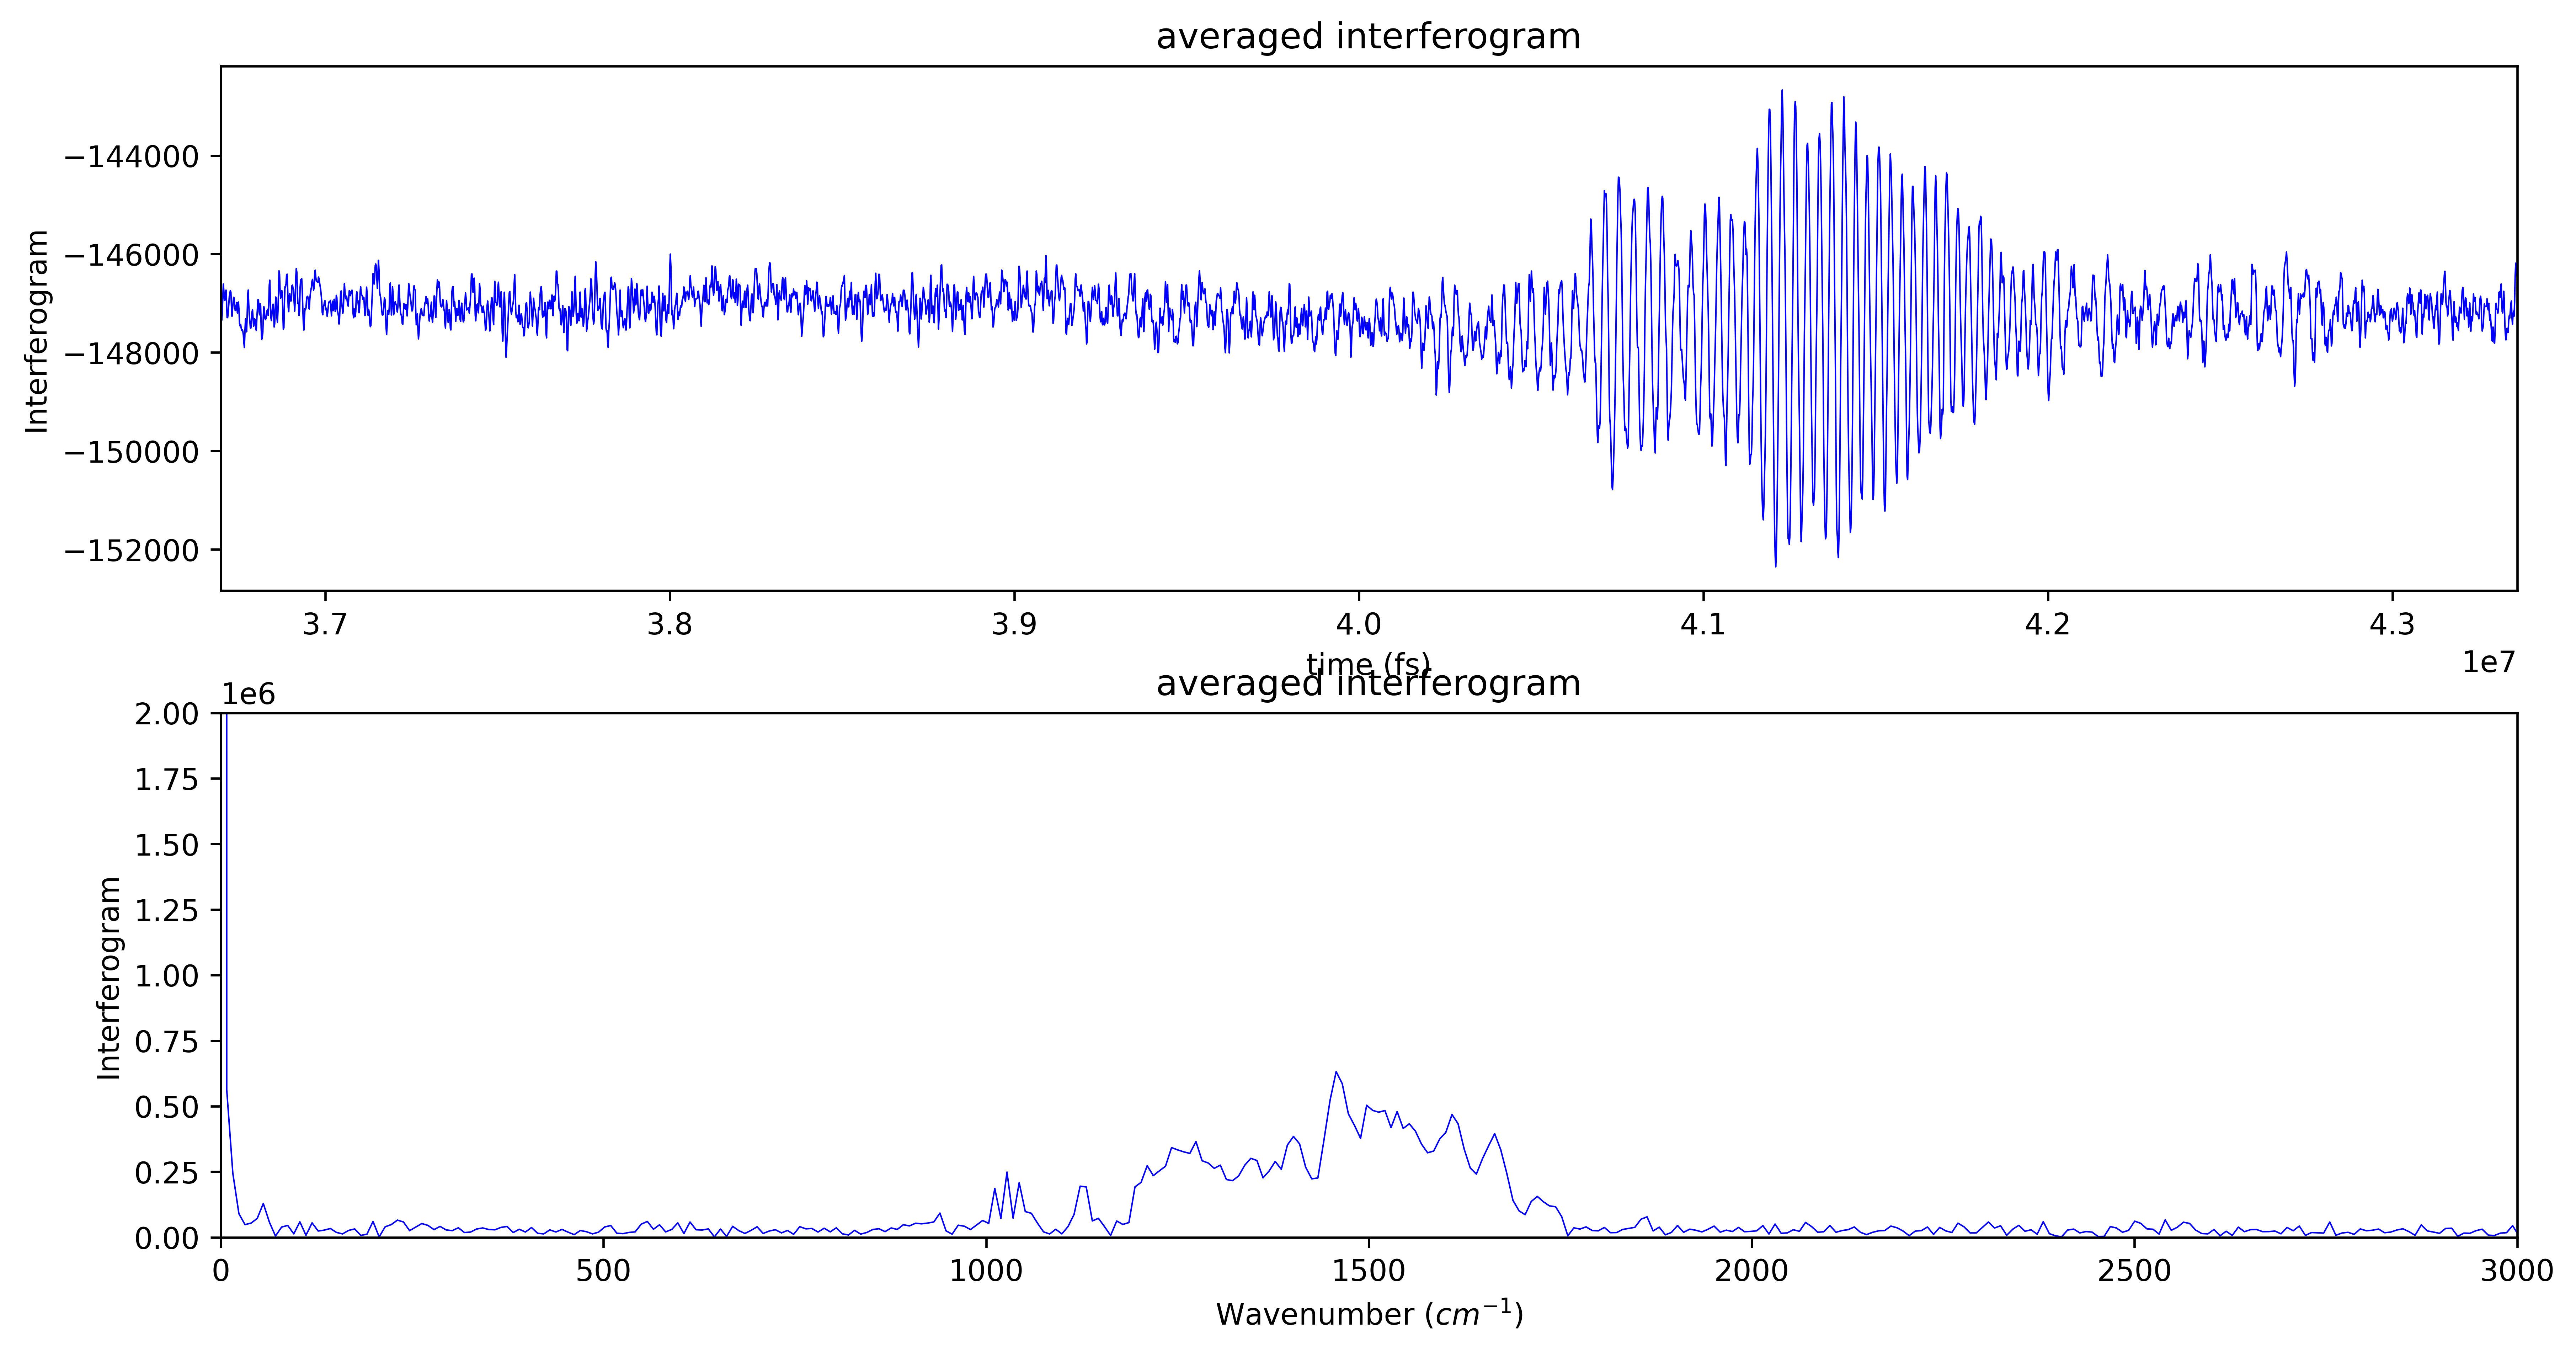 averaged interferogram
Interferogram
−144000
−146000
−148000
−150000
−152000
3.7 3.8 3.9 4.0 4.1 4.2 4.3
time (fs)
1e7
averaged interferogram
1e6
Interferogram
2.00
1.75
1.50
1.25
1.00
0.75
0.50
0.25
0.00
0 500 1000 1500 2000 2500 3000
Wavenumber (cm⁻¹)